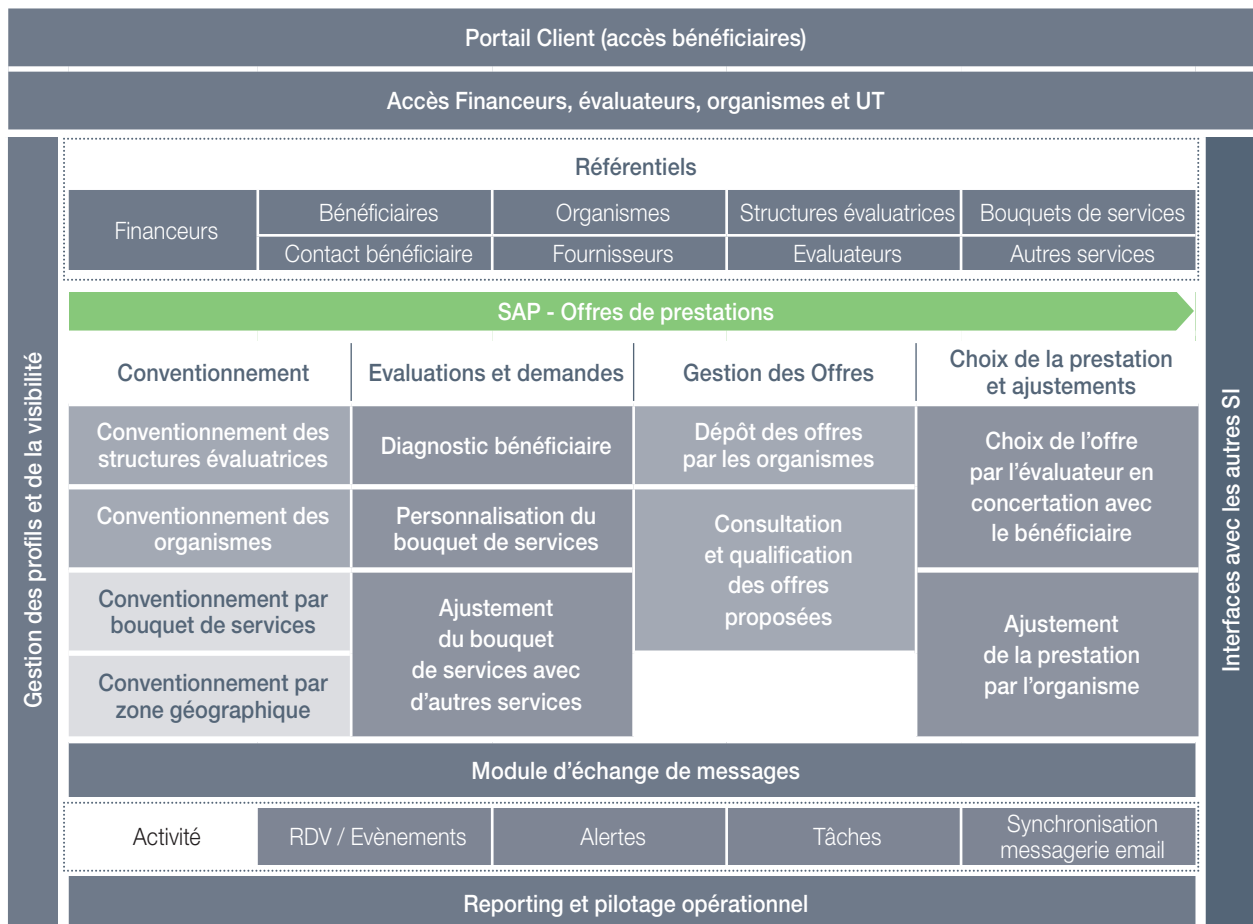 Portail Client (accès bénéficiaires)
Accès Financeurs, évaluateurs, organismes et UT
Gestion des profils et de la visibilité
Référentiels
Financeurs
Bénéficiaires
Organismes
Structures évaluatrices
Bouquets de services
Contact bénéficiaire
Fournisseurs
Evaluateurs
Autres services
SAP - Offres de prestations
Conventionnement
Evaluations et demandes
Gestion des Offres
Choix de la prestation
et ajustements
Conventionnement des
structures évaluatrices
Conventionnement des
organismes
Conventionnement par
bouquet de services
Conventionnement par
zone géographique
Diagnostic bénéficiaire
Personnalisation du
bouquet de services
Ajustement
du bouquet
de services avec
d'autres services
Dépôt des offres
par les organismes
Consultation
et qualification
des offres
proposées
Choix de l'offre
par l'évaluateur en
concertation avec
le bénéficiaire
Ajustement
de la prestation
par l'organisme
Interfaces avec les autres SI
Module d'échange de messages
Activité
RDV / Evènements
Alertes
Tâches
Synchronisation
messagerie email
Reporting et pilotage opérationnel